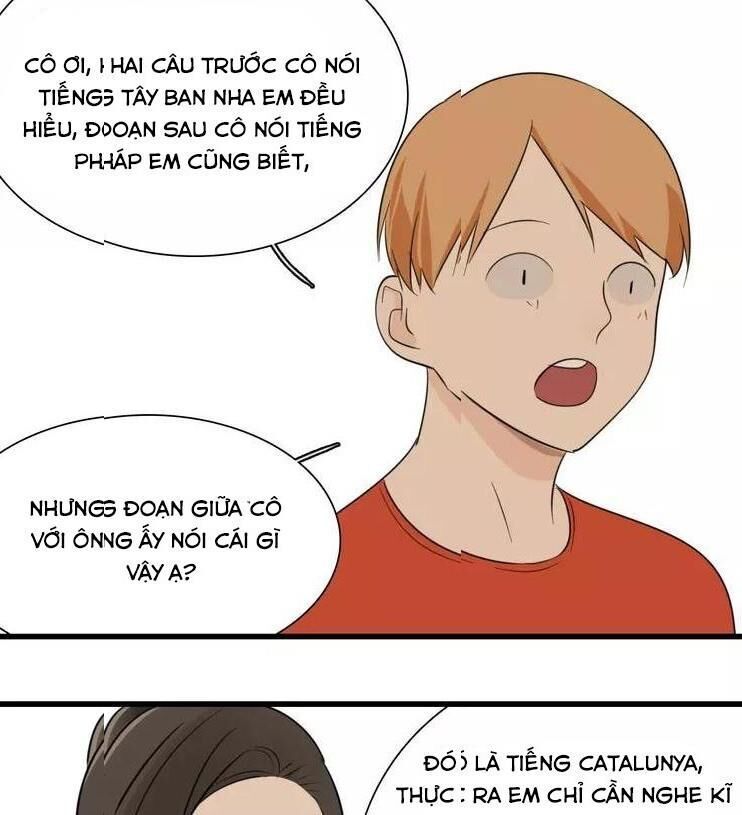 CÔ ƠI, HAI CÂU TRƯỚC CÔ NÓI
TIẾNG TÂY BAN NHA EM ĐỀU
HIỂU, ĐOẠN SAU CÔ NÓI TIẾNG
PHÁP EM CŨNG BIẾT,
NHƯNG ĐOẠN GIỮA CÔ
VỚI ÔNG ẤY NÓI CÁI GÌ
VẬY Ạ?
ĐÓ LÀ TIẾNG CATALUNYA,
THỰC RA EM CHỈ CẦN NGHE KĨ